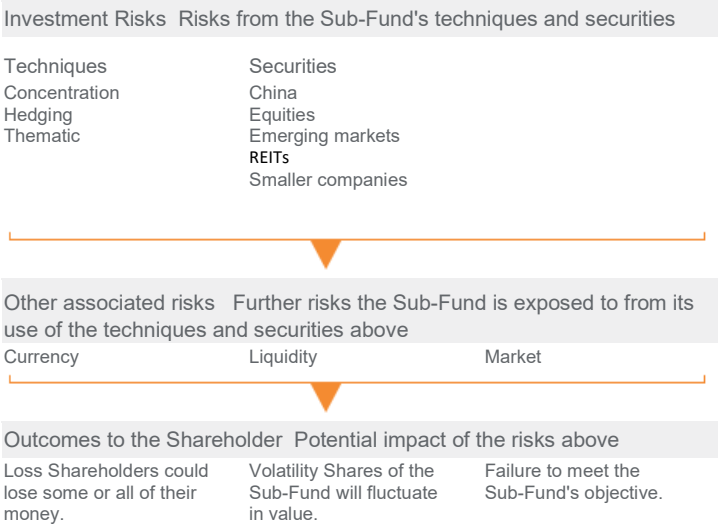 Investment Risks Risks from the Sub-Fund's techniques and securities
Techniques
Concentration
Hedging
Thematic
Securities
China
Equities
Emerging markets
REITs
Smaller companies
Other associated risks Further risks the Sub-Fund is exposed to from its
use of the techniques and securities above
Currency
Liquidity
Market
Outcomes to the Shareholder Potential impact of the risks above
Loss Shareholders could
lose some or all of their
money.
Volatility Shares of the
Sub-Fund will fluctuate
in value.
Failure to meet the
Sub-Fund's objective.